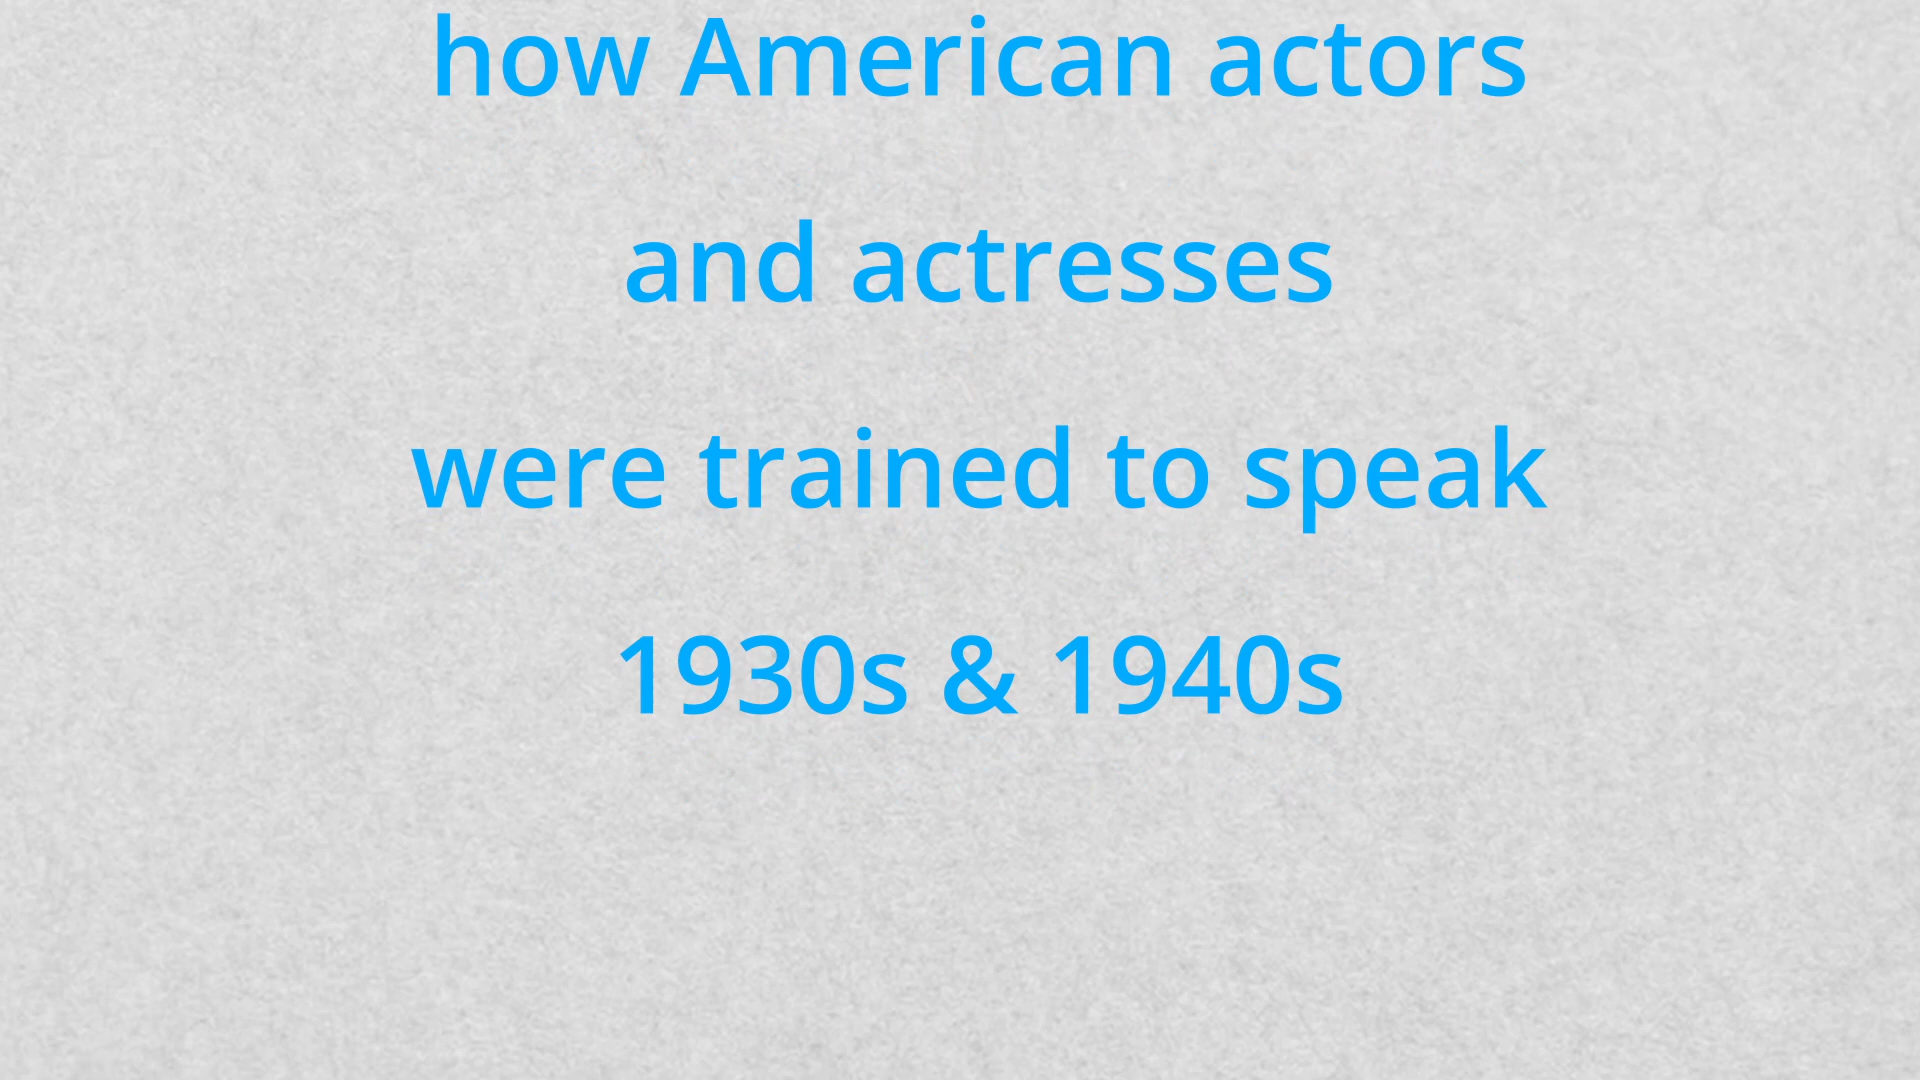 how American actors
and actresses
were trained to speak
1930s & 1940s